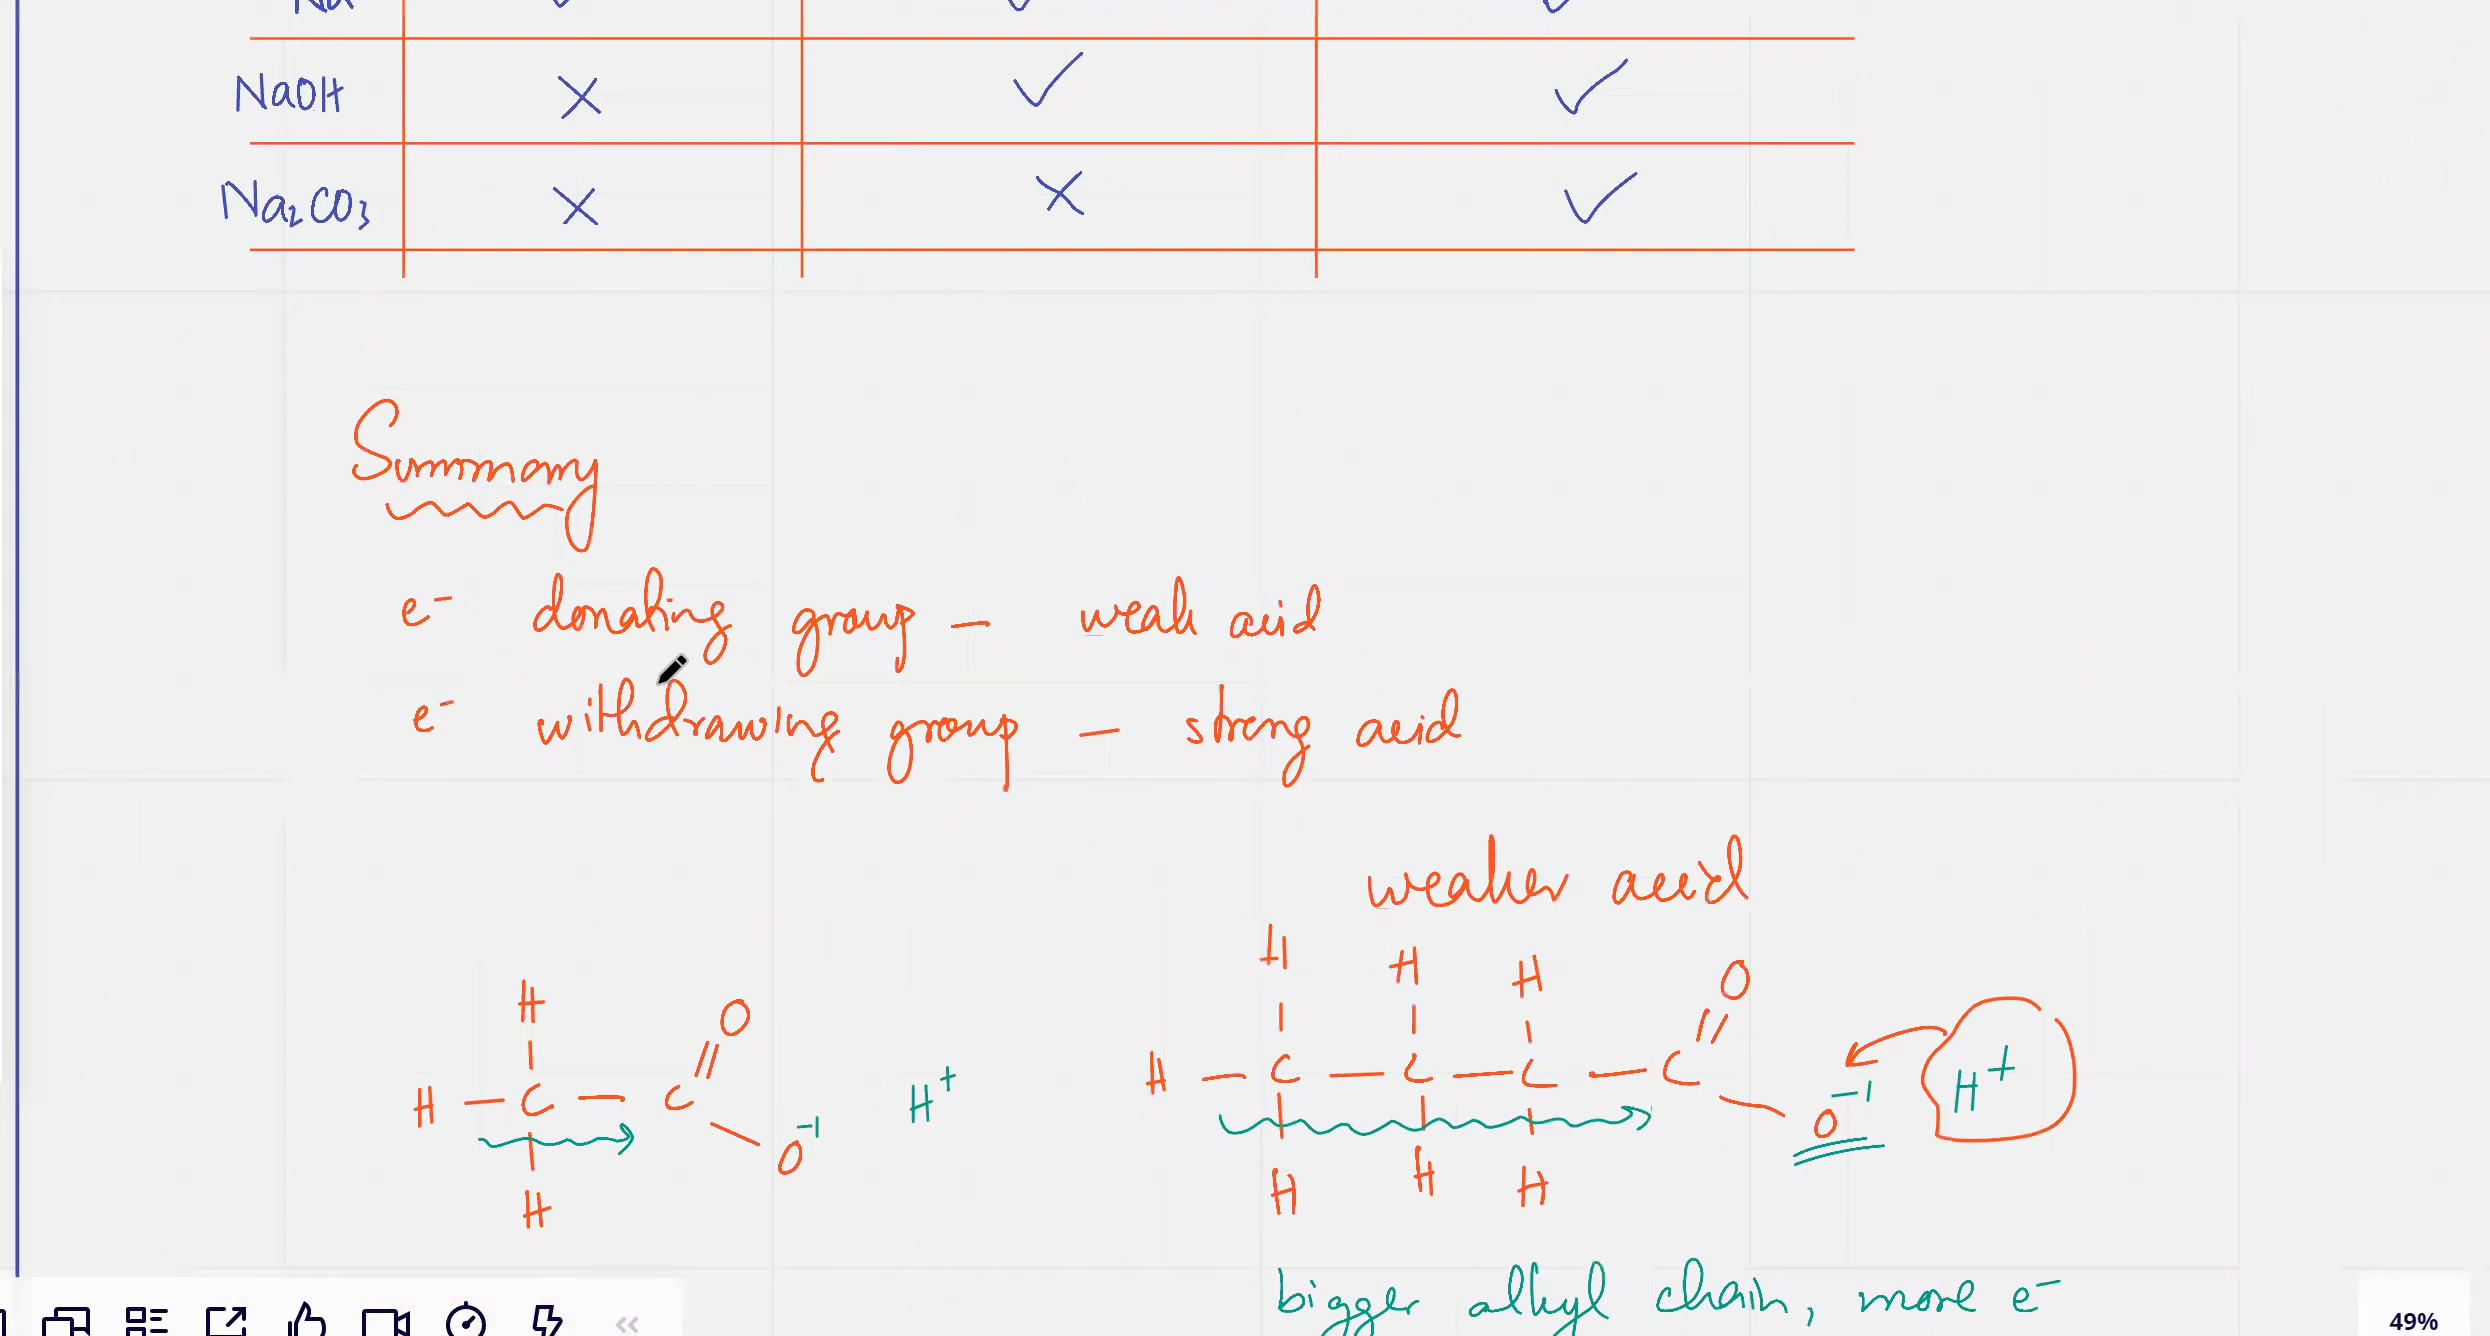 Na ✓ ✓ ✓
NaOH × ✓ ✓
Na₂CO₃ × × ✓
Summary
e⁻ donating group – weak acid
e⁻ withdrawing group – strong acid
weaker acid
H H H H O
H O
H – C – C – C – C H⁺
H – C – C H⁺
O⁻¹
O⁻¹
H H H
H
bigger alkyl chain, more e⁻
49%